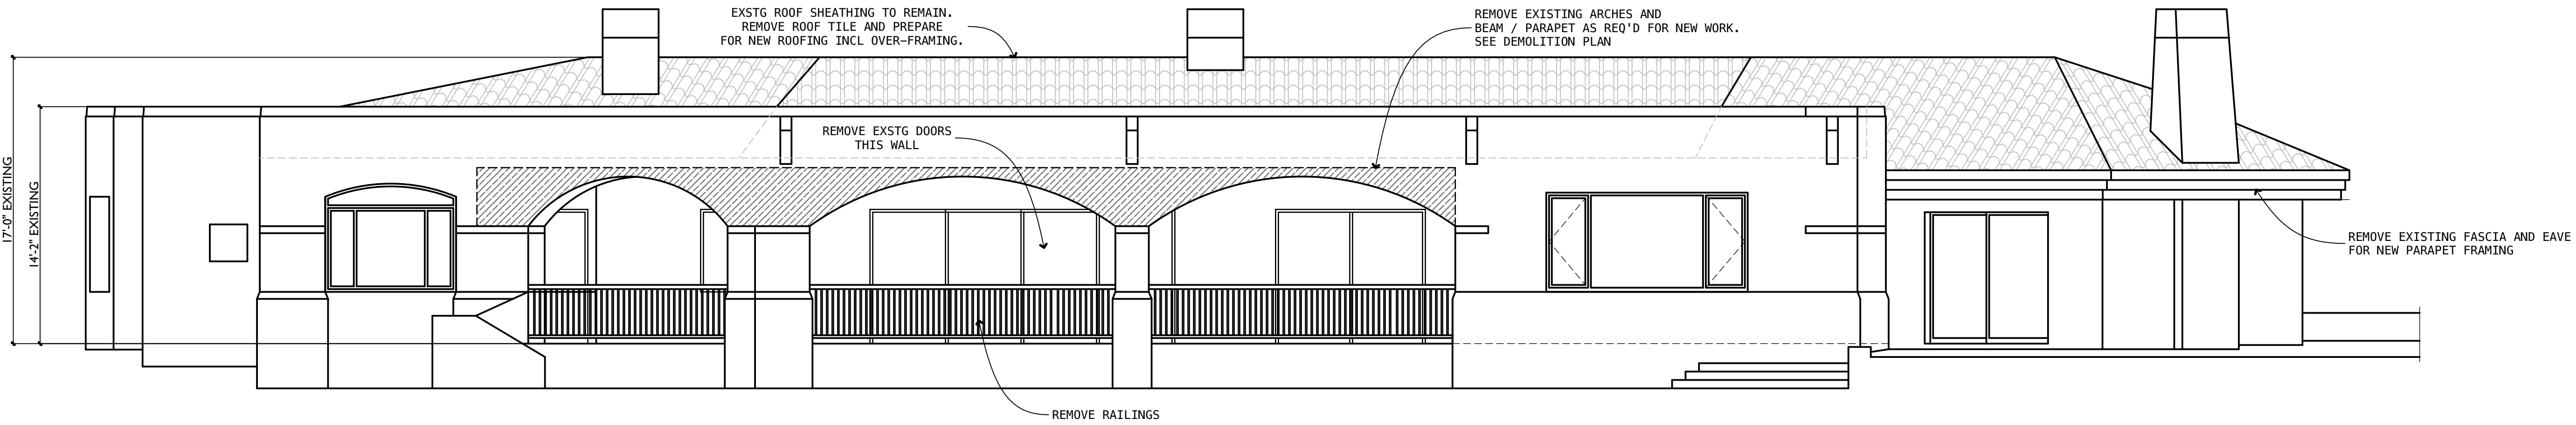 EXSTG ROOF SHEATHING TO REMAIN.
REMOVE ROOF TILE AND PREPARE
FOR NEW ROOFING INCL OVER-FRAMING.
REMOVE EXISTING ARCHES AND
BEAM / PARAPET AS REQ'D FOR NEW WORK.
SEE DEMOLITION PLAN
REMOVE EXSTG DOORS
THIS WALL
17'-0" EXISTING
14'-2" EXISTING
REMOVE EXISTING FASCIA AND EAVE
FOR NEW PARAPET FRAMING
REMOVE RAILINGS